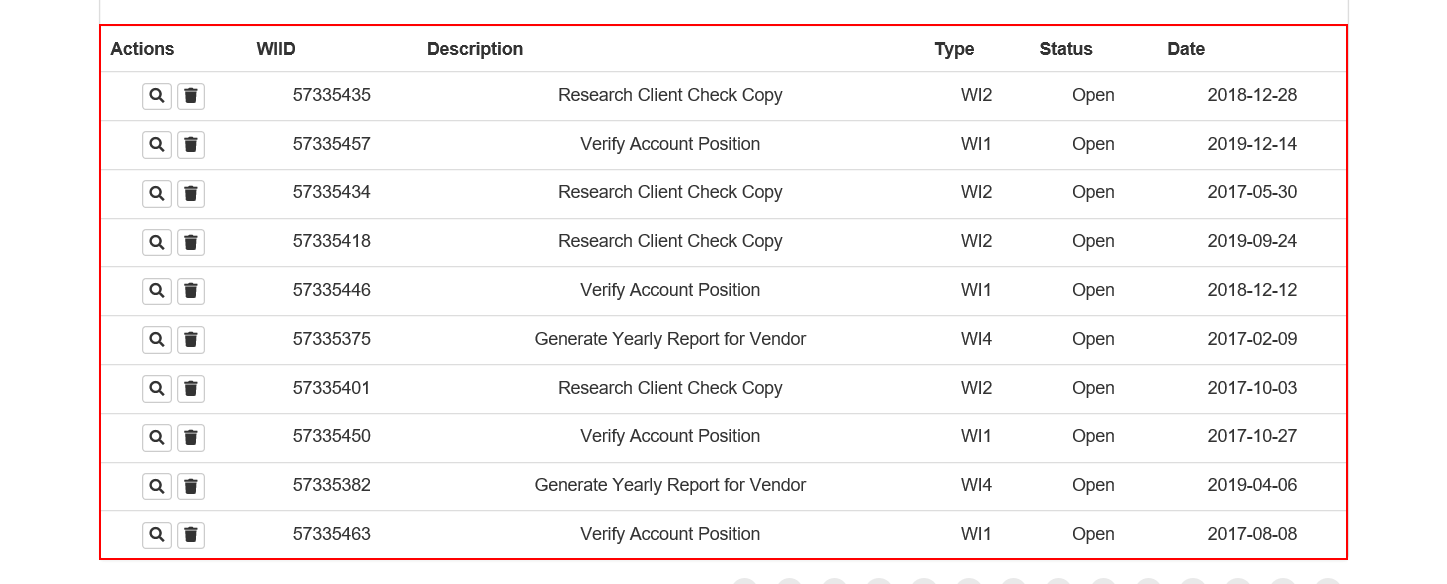 Actions WIID Description Type Status Date
57335435 Research Client Check Copy WI2 Open 2018-12-28
57335457 Verify Account Position WI1 Open 2019-12-14
57335434 Research Client Check Copy WI2 Open 2017-05-30
57335418 Research Client Check Copy WI2 Open 2019-09-24
57335446 Verify Account Position WI1 Open 2018-12-12
57335375 Generate Yearly Report for Vendor WI4 Open 2017-02-09
57335401 Research Client Check Copy WI2 Open 2017-10-03
57335450 Verify Account Position WI1 Open 2017-10-27
57335382 Generate Yearly Report for Vendor WI4 Open 2019-04-06
57335463 Verify Account Position WI1 Open 2017-08-08